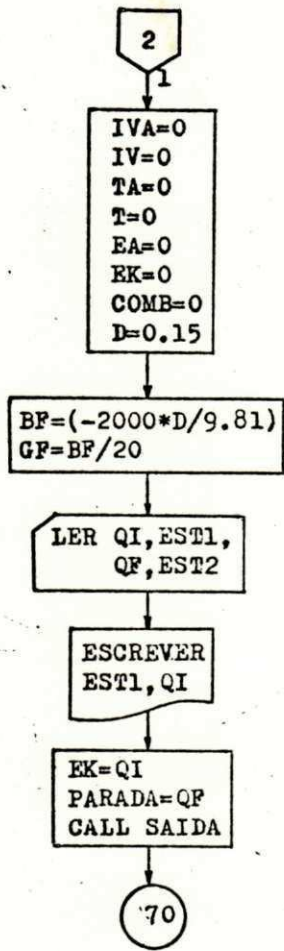 2
1
IVA=0
IV=0
TA=0
T=0
EA=0
EK=0
COMB=0
D=0.15
BF=(-2000*D/9.81)
GF=BF/20
LER QI,EST1,
QF,EST2
ESCREVER
EST1,QI
EK=QI
PARADA=QF
CALL SAIDA
70